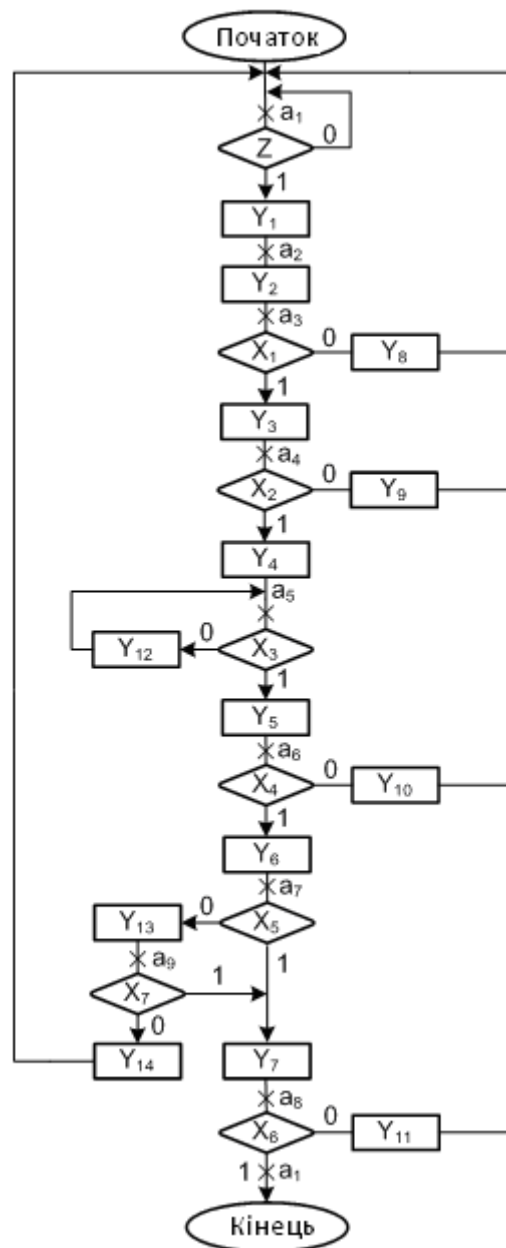 Початок
a₁
Z 0
1
Y₁
a₂
Y₂
a₃
X₁ 0 Y₈
1
Y₃
a₄
X₂ 0 Y₉
1
Y₄
a₅
Y₁₂ 0 X₃
1
Y₅
a₆
X₄ 0 Y₁₀
1
Y₆
a₇
Y₁₃ 0 X₅
a₉ 1
X₇ 1
0
Y₁₄ Y₇
a₈
X₆ 0 Y₁₁
1 a₁
Кінець